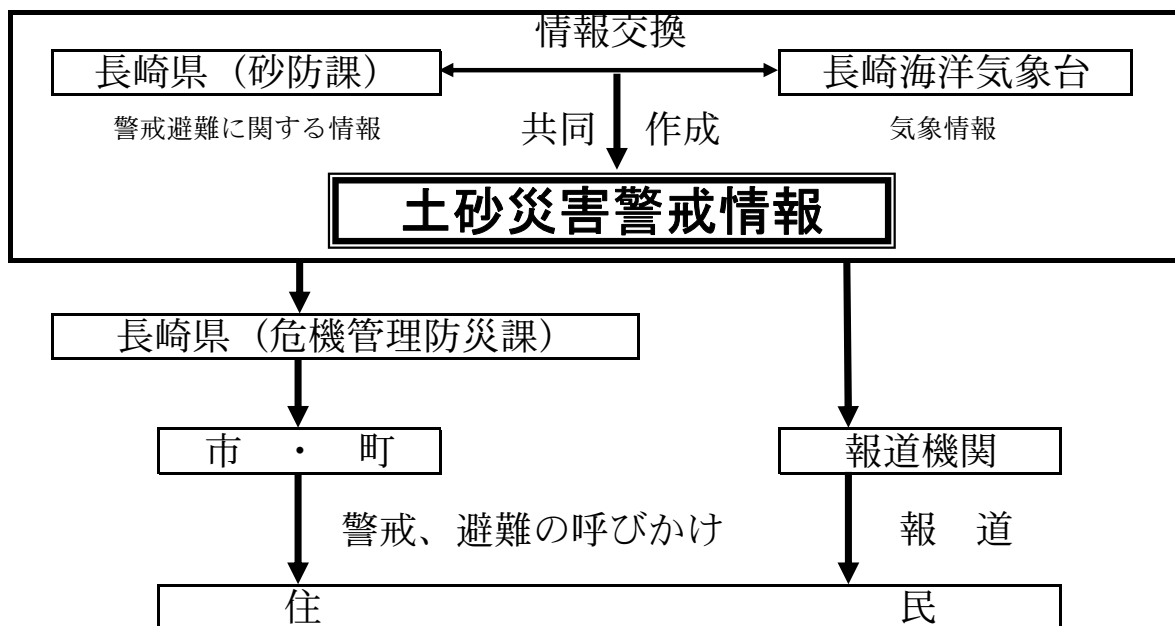 情報交換
長崎県（砂防課）
長崎海洋気象台
警戒避難に関する情報
共同　作成
気象情報
土砂災害警戒情報
長崎県（危機管理防災課）
市　・　町
報道機関
警戒、避難の呼びかけ
報　道
住　民